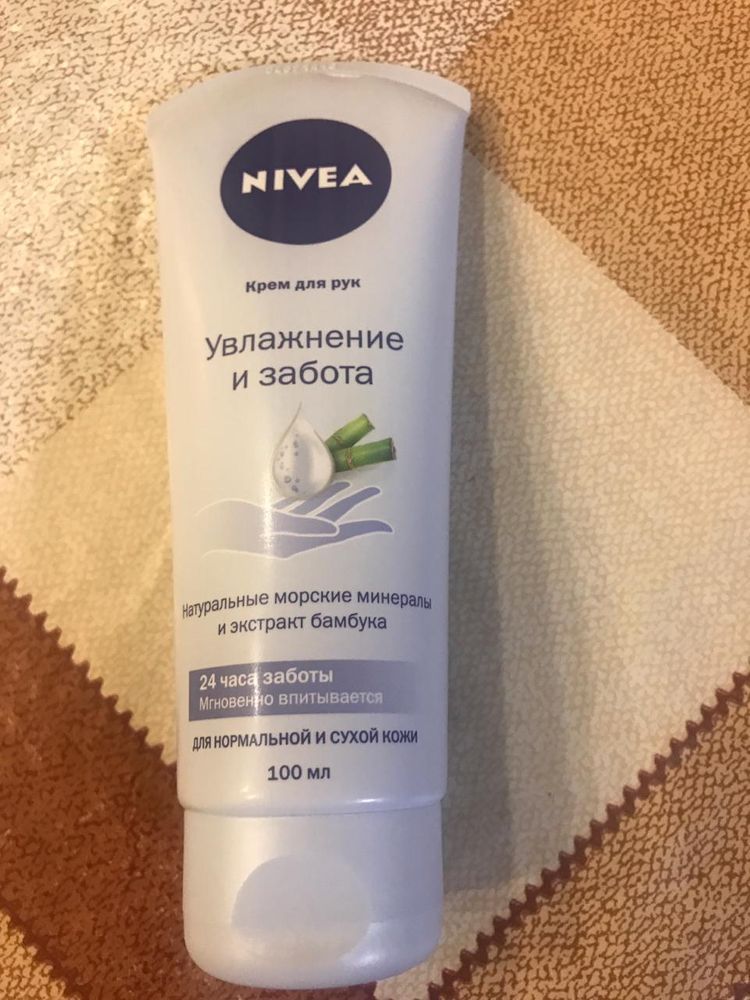 NIVEA
Крем для рук
Увлажнение
и забота
Натуральные морские минералы
и экстракт бамбука
24 часа заботы
Мгновенно впитывается
для нормальной и сухой кожи
100 мл